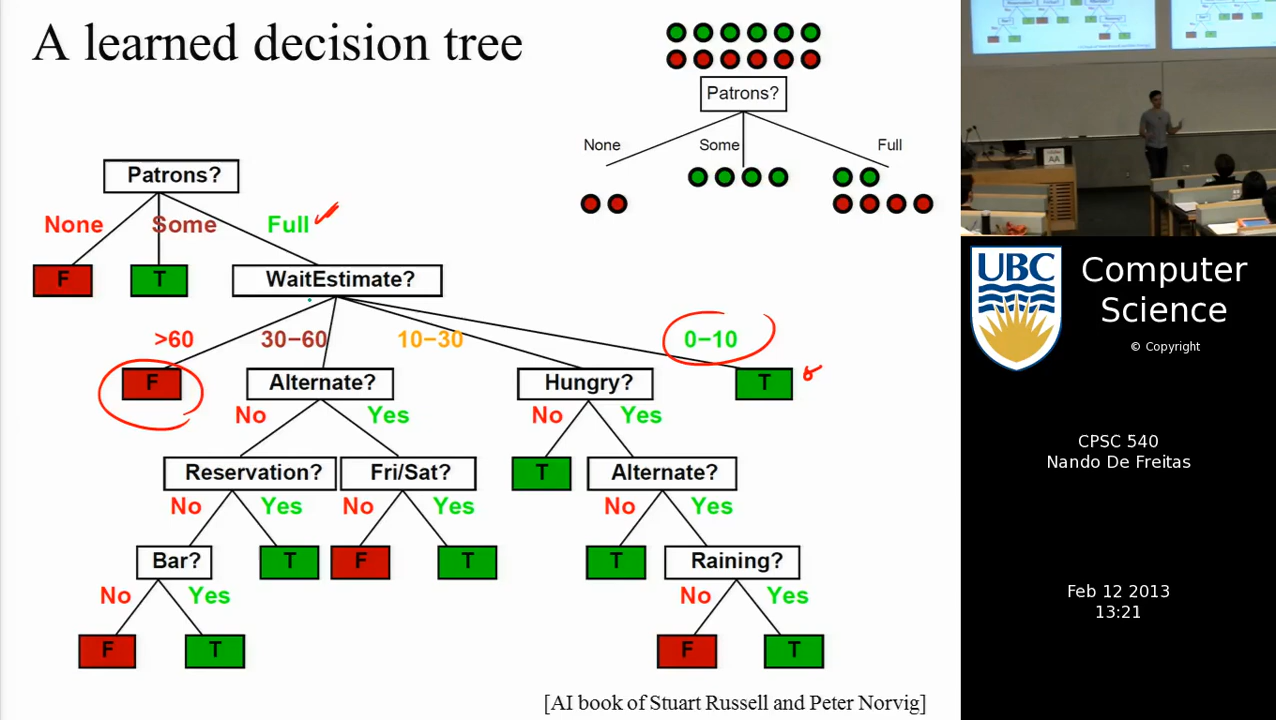 A learned decision tree
Patrons?
None Some Full
Patrons?
None Some Full
F T WaitEstimate?
>60 30−60 10−30 0−10
F Alternate? Hungry? T
No Yes No Yes
Reservation? Fri/Sat? T Alternate?
No Yes No Yes No Yes
Bar? T F T T Raining?
No Yes No Yes
F T F T
[AI book of Stuart Russell and Peter Norvig]
AA
UBC
Computer
Science
© Copyright
CPSC 540
Nando De Freitas
Feb 12 2013
13:21